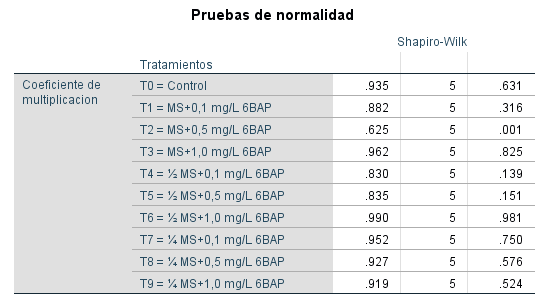 Pruebas de normalidad
Shapiro-Wilk
Tratamientos
Coeficiente de multiplicacion T0 = Control .935 5 .631
T1 = MS+0,1 mg/L 6BAP .882 5 .316
T2 = MS+0,5 mg/L 6BAP .625 5 .001
T3 = MS+1,0 mg/L 6BAP .962 5 .825
T4 = ½ MS+0,1 mg/L 6BAP .830 5 .139
T5 = ½ MS+0,5 mg/L 6BAP .835 5 .151
T6 = ½ MS+1,0 mg/L 6BAP .990 5 .981
T7 = ¼ MS+0,1 mg/L 6BAP .952 5 .750
T8 = ¼ MS+0,5 mg/L 6BAP .927 5 .576
T9 = ¼ MS+1,0 mg/L 6BAP .919 5 .524